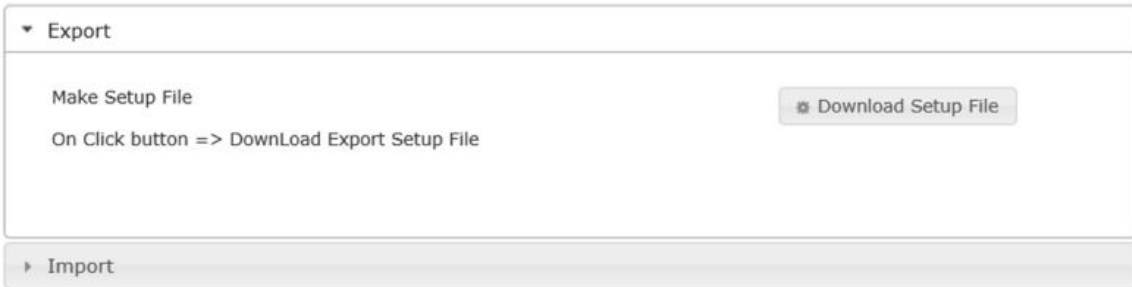 Export
Make Setup File
Download Setup File
On Click button => DownLoad Export Setup File
Import